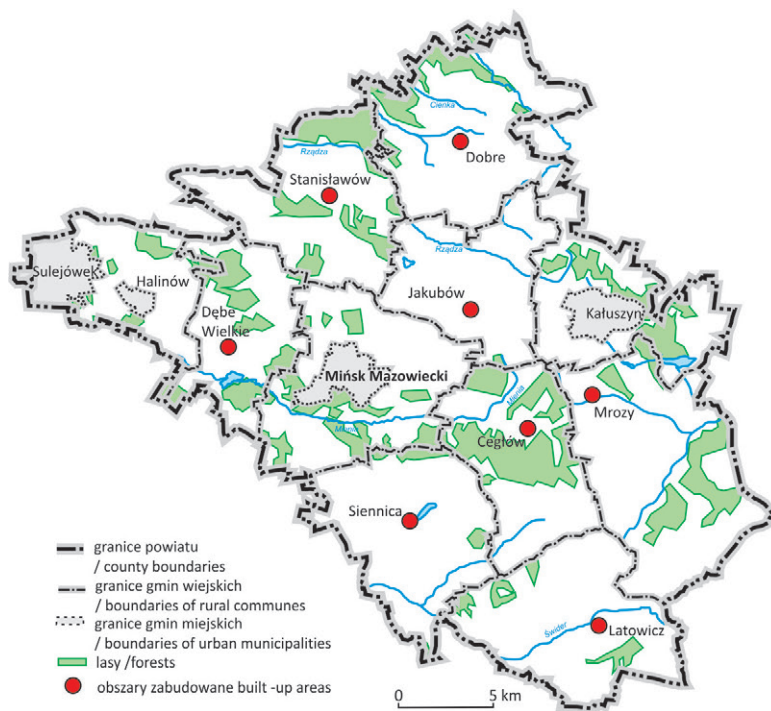 Cienka
Dobre
Rządza
Stanisławów
Rządza
Sulejówek
Halinów
Jakubów
Kałuszyn
Dębe
Wielkie
Mińsk Mazowiecki
Mienia
Mrozy
Mienia
Cegłów
Siennica
Świder
Latowicz
granice powiatu
/ county boundaries
granice gmin wiejskich
/ boundaries of rural communes
granice gmin miejskich
/ boundaries of urban municipalities
lasy /forests
obszary zabudowane built -up areas
0 5 km